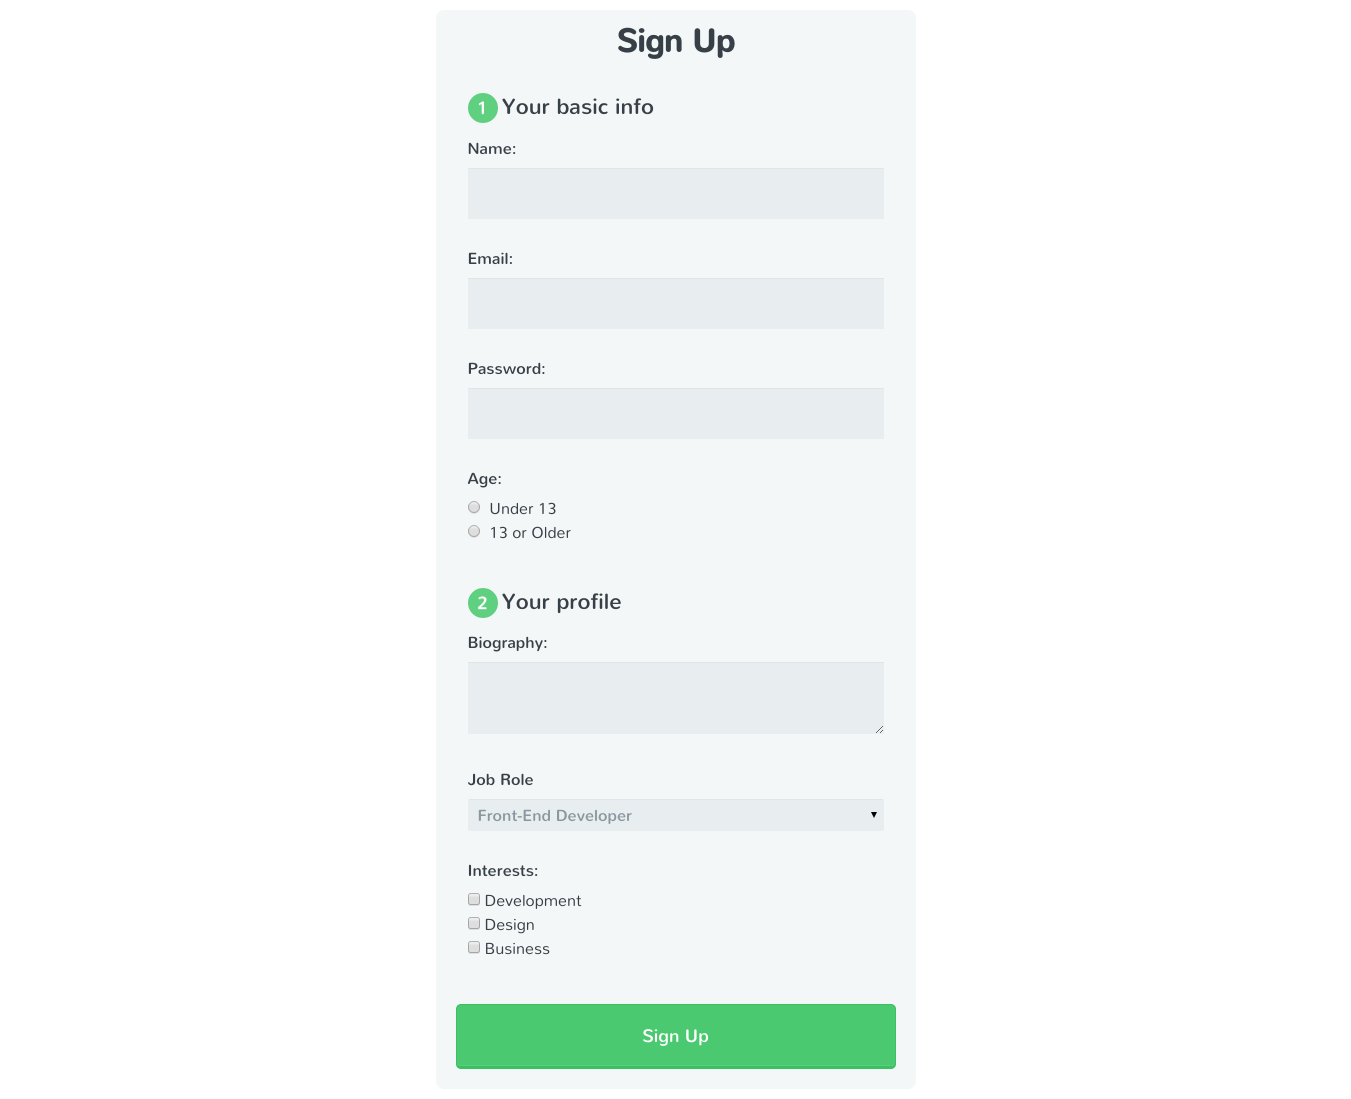 Sign Up
1 Your basic info
Name:
Email:
Password:
Age:
Under 13
13 or Older
2 Your profile
Biography:
Job Role
Front-End Developer
Interests:
Development
Design
Business
Sign Up